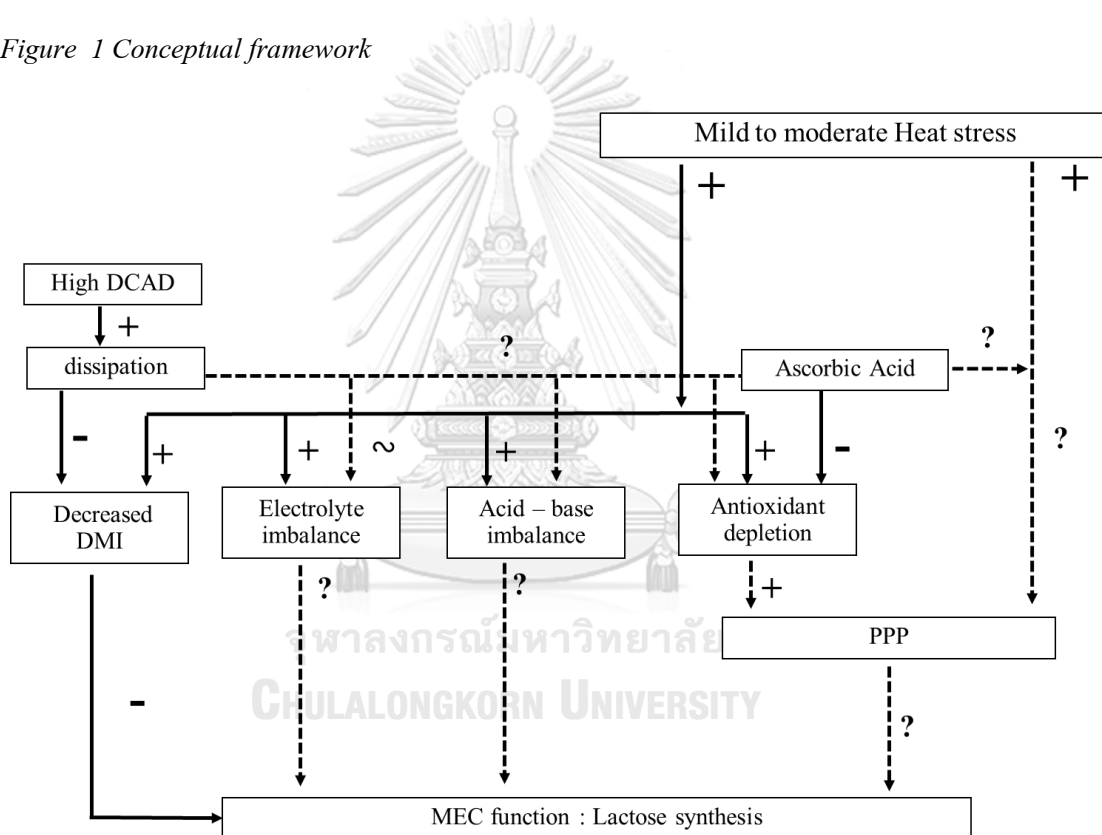 Figure 1 Conceptual framework
Mild to moderate Heat stress
+
+
High DCAD
+
dissipation
?
Ascorbic Acid
?
?
-
+
+
~
+
+
-
Decreased
DMI
Electrolyte
imbalance
Acid – base
imbalance
Antioxidant
depletion
?
?
+
จุฬาลงกรณ์มหาวิทยาลัย
PPP
CHULALONGKORN UNIVERSITY
-
?
MEC function : Lactose synthesis